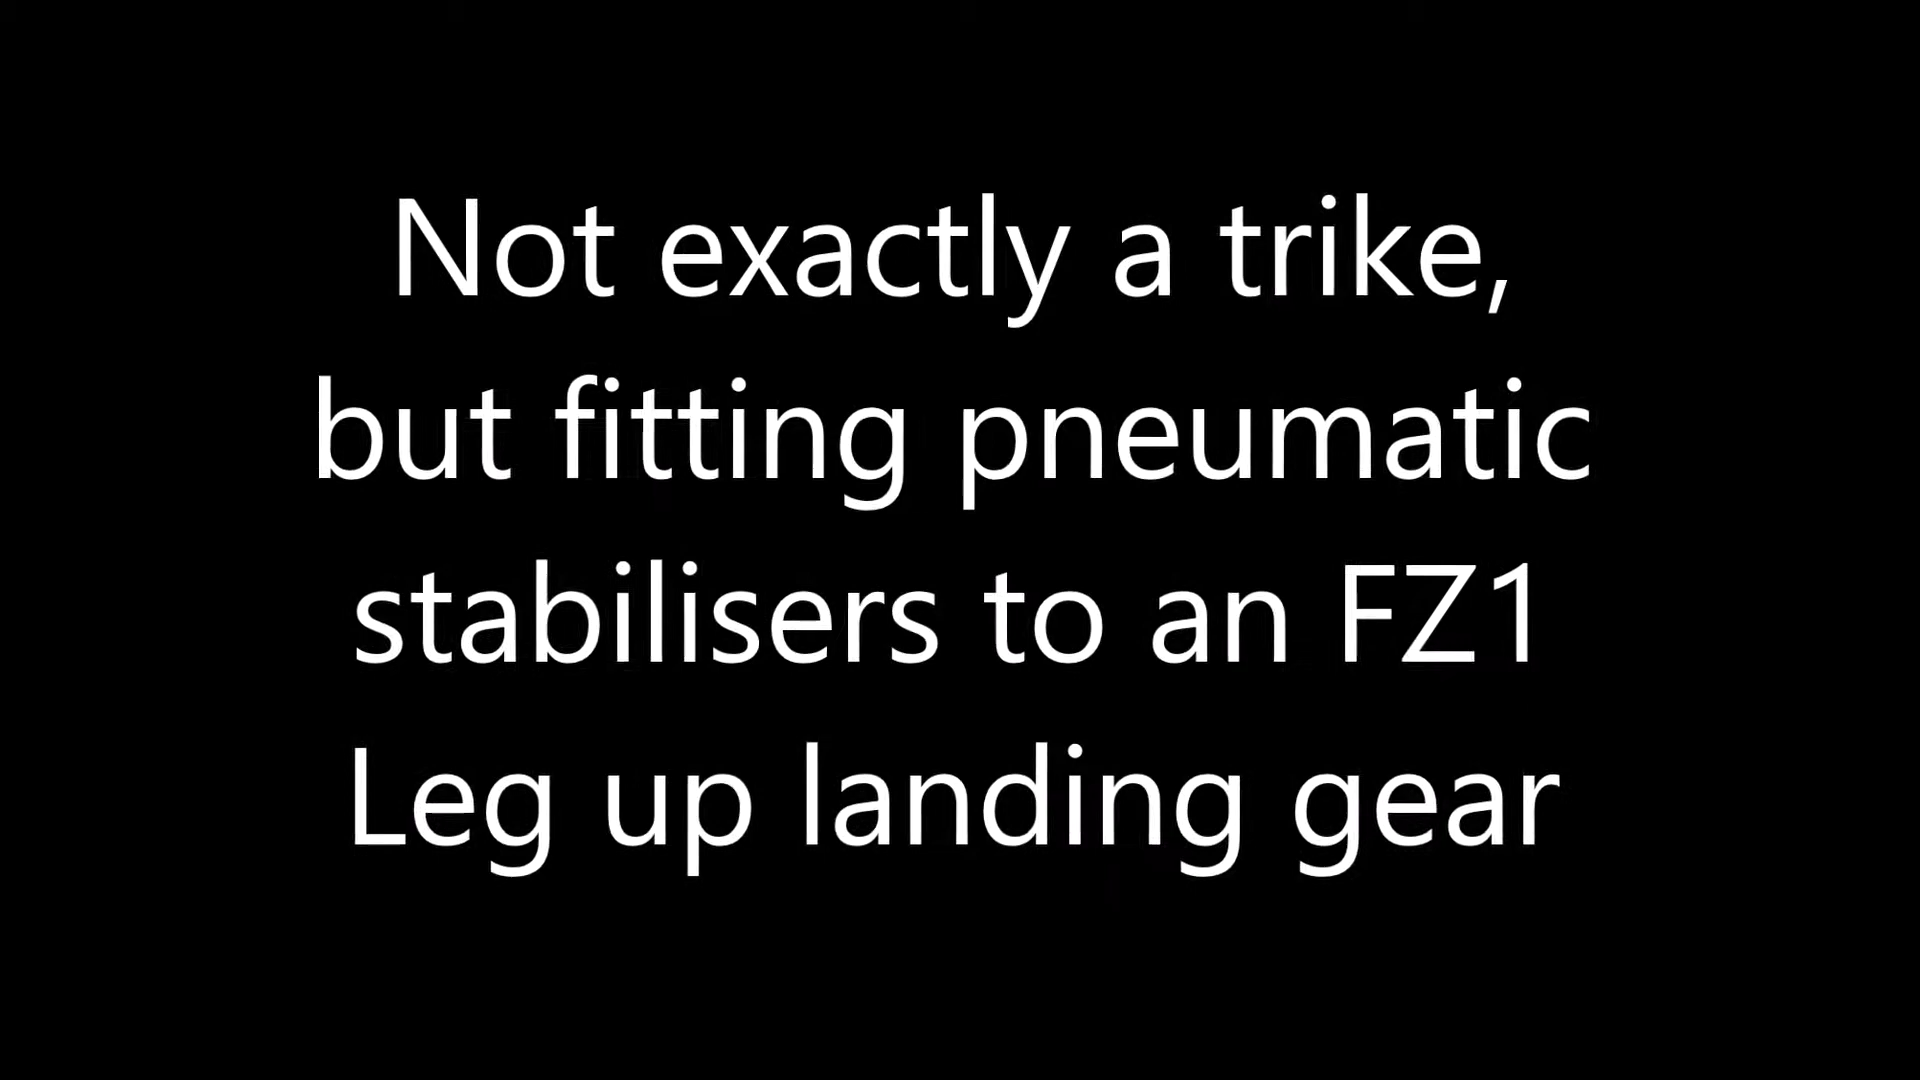 Not exactly a trike,
but fitting pneumatic
stabilisers to an FZ1
Leg up landing gear